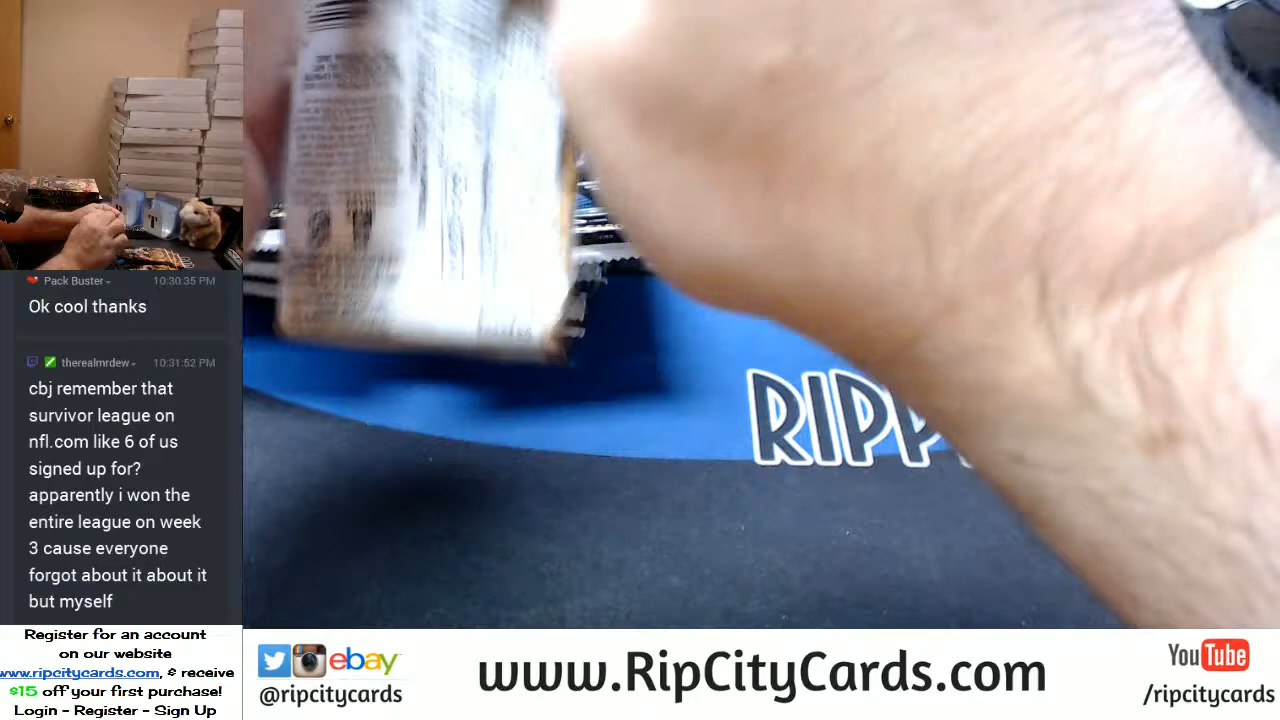 Pack Buster
10:30:35 PM
Ok cool thanks
therealmrdew
10:31:52 PM
cbj remember that
survivor league on
nfl.com like 6 of us
signed up for?
apparently i won the
entire league on week
3 cause everyone
forgot about it about it
but myself
Register for an account
on our website
www.ripcitycards.com, & receive
$15 off your first purchase!
Login - Register - Sign Up
RIPP
ebay
@ripcitycards
www.RipCityCards.com
YouTube
/ripcitycards